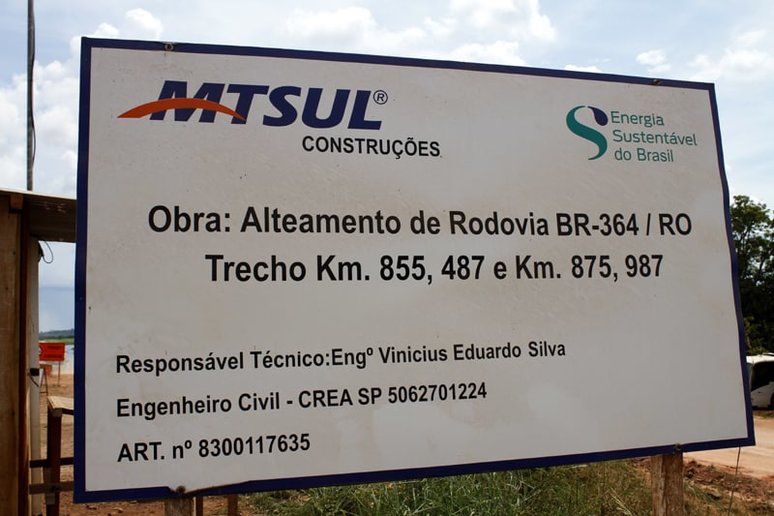 MTSUL®
CONSTRUÇÕES
Energia
Sustentável
do Brasil
Obra: Alteamento de Rodovia BR-364 / RO
Trecho Km. 855, 487 e Km. 875, 987
Responsável Técnico:Engº Vinicius Eduardo Silva
Engenheiro Civil - CREA SP 5062701224
ART. nº 8300117635